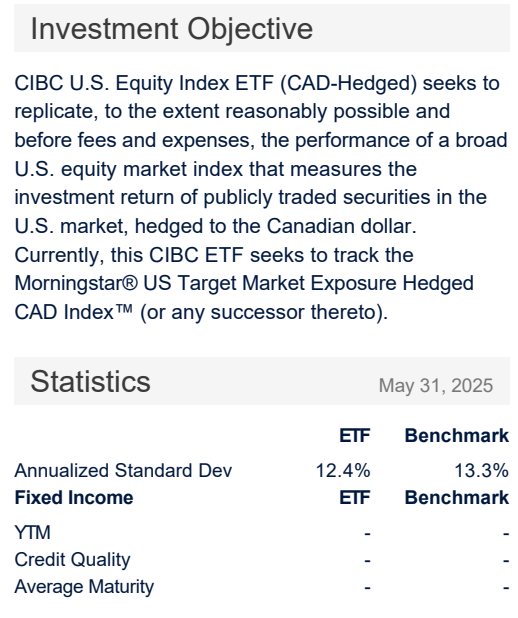 Investment Objective
CIBC U.S. Equity Index ETF (CAD-Hedged) seeks to
replicate, to the extent reasonably possible and
before fees and expenses, the performance of a broad
U.S. equity market index that measures the
investment return of publicly traded securities in the
U.S. market, hedged to the Canadian dollar.
Currently, this CIBC ETF seeks to track the
Morningstar® US Target Market Exposure Hedged
CAD Index™ (or any successor thereto).
Statistics May 31, 2025
ETF Benchmark
Annualized Standard Dev 12.4% 13.3%
Fixed Income ETF Benchmark
YTM - -
Credit Quality - -
Average Maturity - -